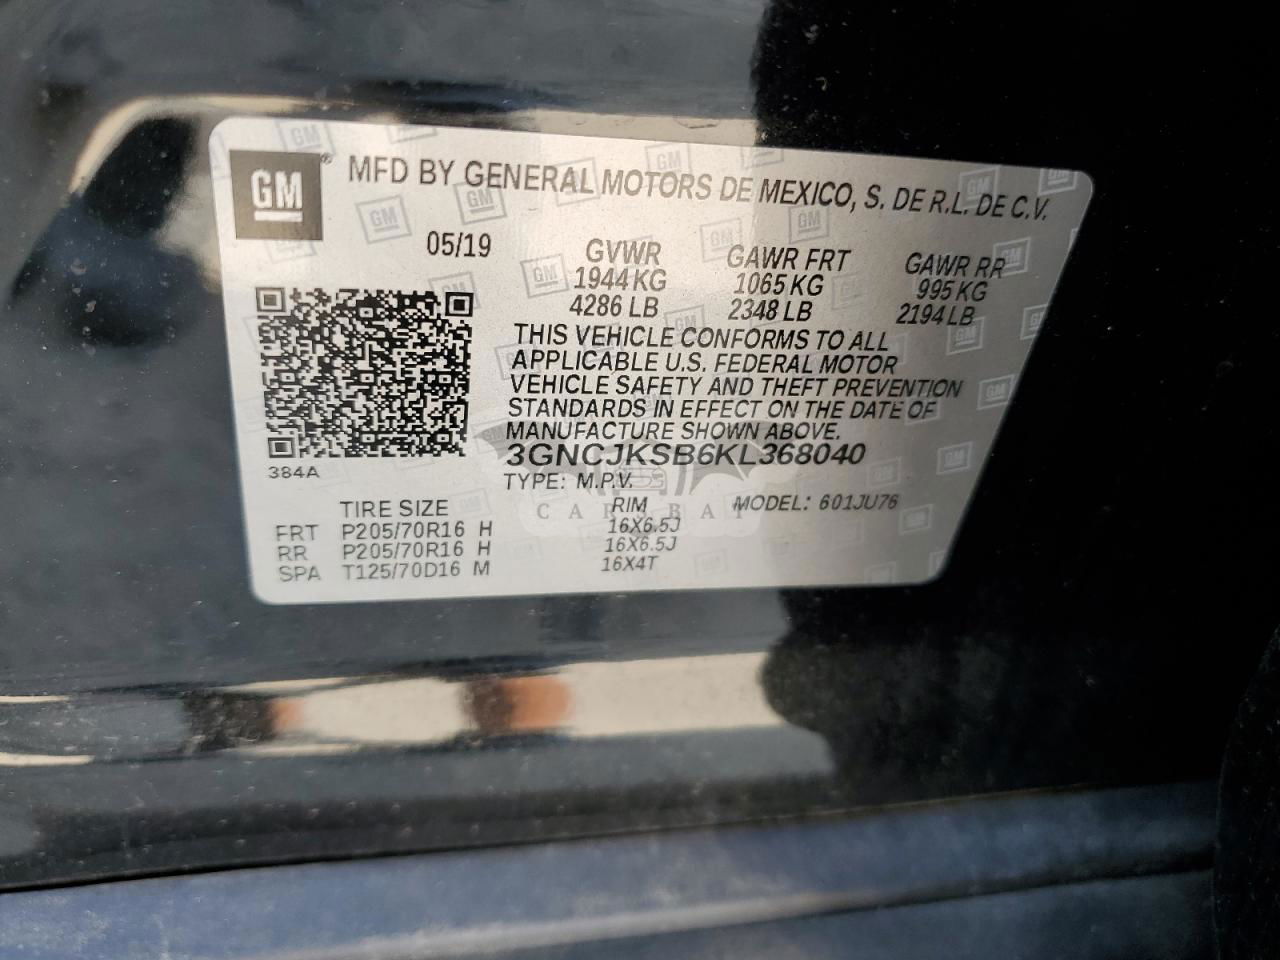 GM ® MFD BY GENERAL MOTORS DE MEXICO, S. DE R.L. DE C.V.
05/19 GVWR GAWR FRT GAWR RR
1944 KG 1065 KG 995 KG
4286 LB 2348 LB 2194 LB
THIS VEHICLE CONFORMS TO ALL
APPLICABLE U.S. FEDERAL MOTOR
VEHICLE SAFETY AND THEFT PREVENTION
STANDARDS IN EFFECT ON THE DATE OF
MANUFACTURE SHOWN ABOVE.
384A 3GNCJKSB6KL368040
TYPE: M.P.V.
TIRE SIZE RIM MODEL: 601JU76
FRT P205/70R16 H 16X6.5J
RR P205/70R16 H 16X6.5J
SPA T125/70D16 M 16X4T
CARSBAT